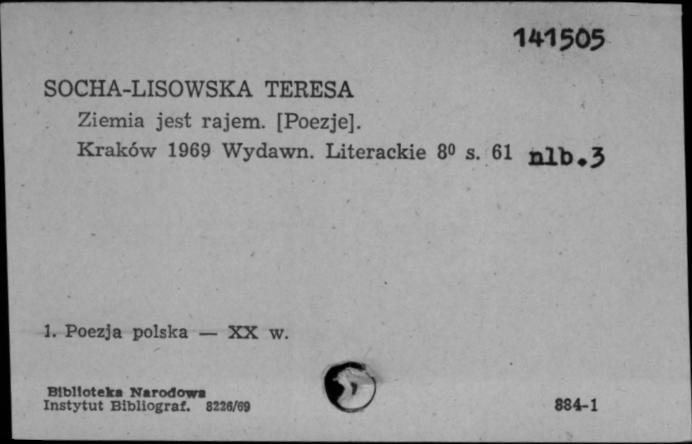 141505
SOCHA-LISOWSKA TERESA
Ziemia jest rajem. [Poezje].
Kraków 1969 Wydawn. Literackie 8⁰ s. 61 nlb.3
1. Poezja polska — XX w.
Biblioteka Narodowa
Instytut Bibliograf. 8226/69
884-1